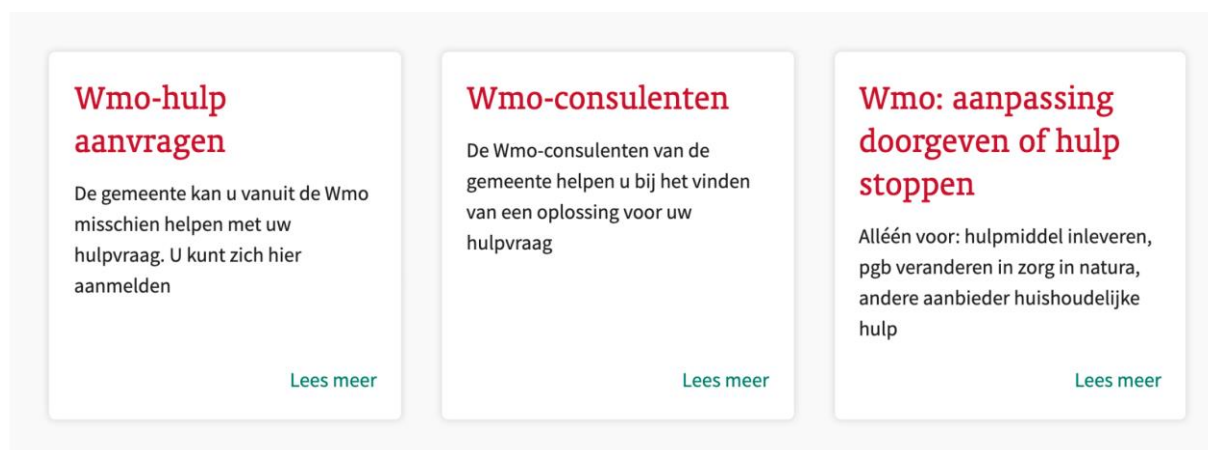 Wmo-hulp
aanvragen
De gemeente kan u vanuit de Wmo
misschien helpen met uw
hulpvraag. U kunt zich hier
aanmelden
Lees meer
Wmo-consulenten
De Wmo-consulenten van de
gemeente helpen u bij het vinden
van een oplossing voor uw
hulpvraag
Lees meer
Wmo: aanpassing
doorgeven of hulp
stoppen
Alléén voor: hulpmiddel inleveren,
pgb veranderen in zorg in natura,
andere aanbieder huishoudelijke
hulp
Lees meer